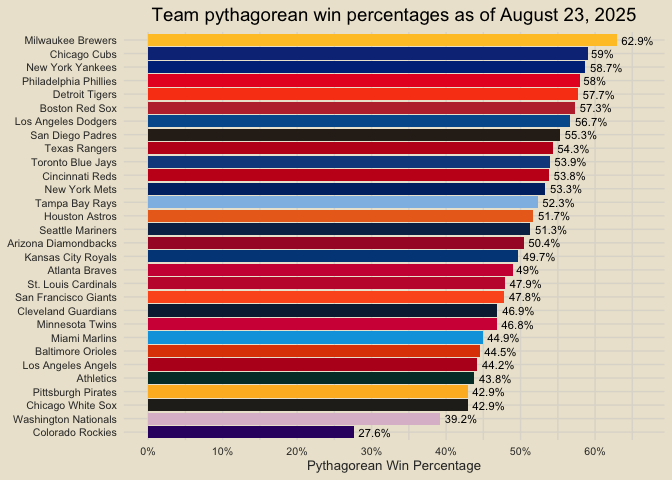 Team pythagorean win percentages as of August 23, 2025
Milwaukee Brewers 62.9%
Chicago Cubs 59%
New York Yankees 58.7%
Philadelphia Phillies 58%
Detroit Tigers 57.7%
Boston Red Sox 57.3%
Los Angeles Dodgers 56.7%
San Diego Padres 55.3%
Texas Rangers 54.3%
Toronto Blue Jays 53.9%
Cincinnati Reds 53.8%
New York Mets 53.3%
Tampa Bay Rays 52.3%
Houston Astros 51.7%
Seattle Mariners 51.3%
Arizona Diamondbacks 50.4%
Kansas City Royals 49.7%
Atlanta Braves 49%
St. Louis Cardinals 47.9%
San Francisco Giants 47.8%
Cleveland Guardians 46.9%
Minnesota Twins 46.8%
Miami Marlins 44.9%
Baltimore Orioles 44.5%
Los Angeles Angels 44.2%
Athletics 43.8%
Pittsburgh Pirates 42.9%
Chicago White Sox 42.9%
Washington Nationals 39.2%
Colorado Rockies 27.6%
0% 10% 20% 30% 40% 50% 60%
Pythagorean Win Percentage